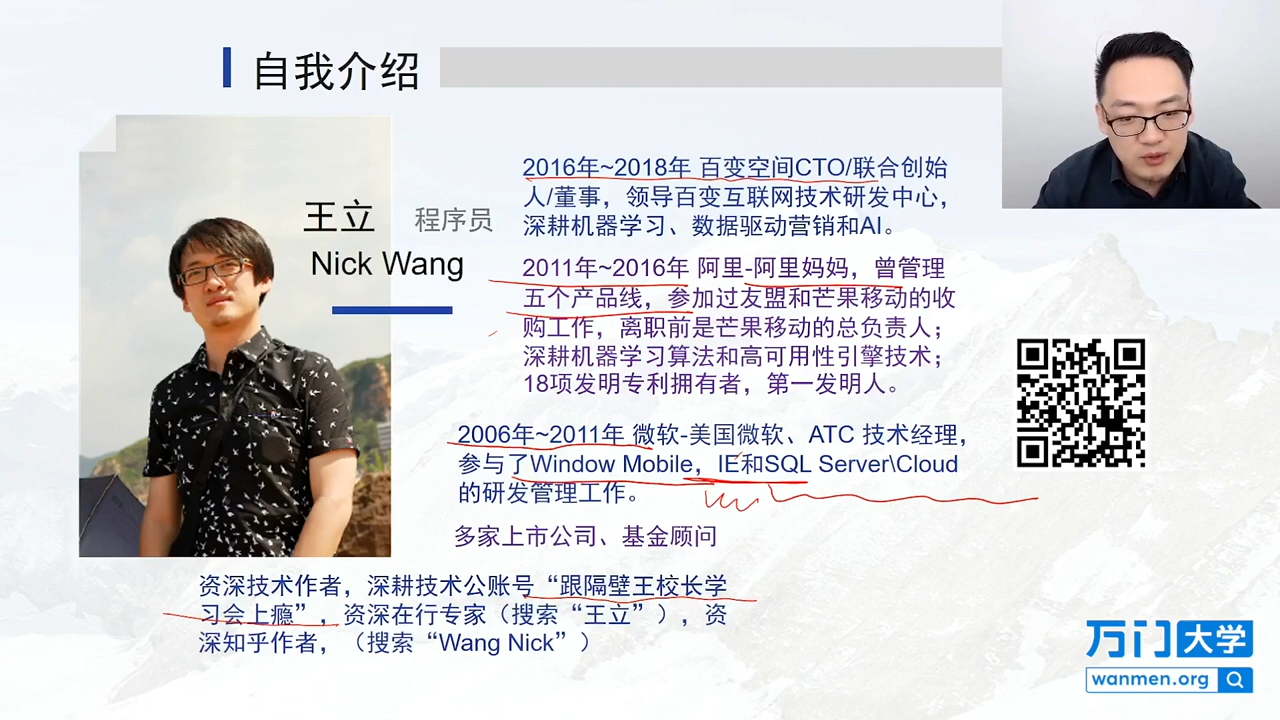 自我介绍
王立 程序员
Nick Wang
2016年~2018年 百变空间CTO/联合创始
人/董事，领导百变互联网技术研发中心，
深耕机器学习、数据驱动营销和AI。
2011年~2016年 阿里-阿里妈妈，曾管理
五个产品线，参加过友盟和芒果移动的收
购工作，离职前是芒果移动的总负责人；
深耕机器学习算法和高可用性引擎技术；
18项发明专利拥有者，第一发明人。
2006年~2011年 微软-美国微软、ATC 技术经理，
参与了Window Mobile，IE和SQL Server\Cloud
的研发管理工作。
多家上市公司、基金顾问
资深技术作者，深耕技术公账号“跟隔壁王校长学
习会上瘾”，资深在行专家（搜索“王立”），资
深知乎作者，（搜索“Wang Nick”）
万门大学
wanmen.org